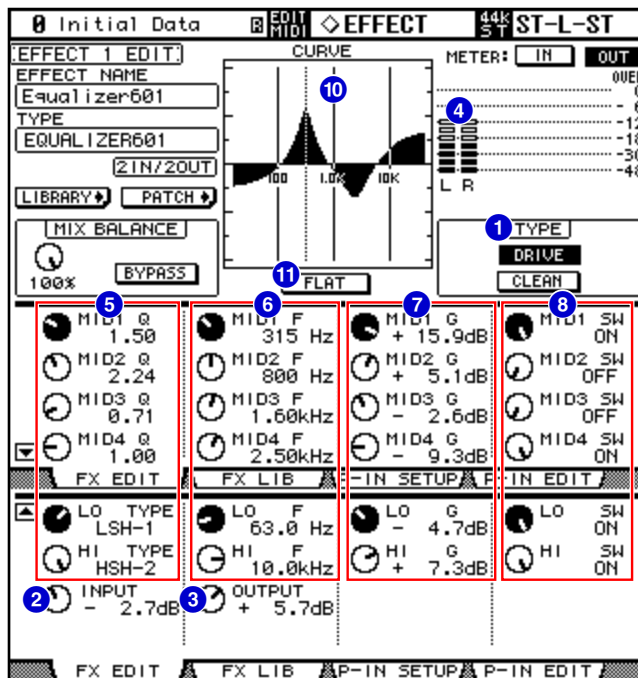 0 Initial Data R EDIT MIDI ◇EFFECT 44K ST ST-L-ST
EFFECT 1 EDIT
CURVE
METER: IN OUT
EFFECT NAME
Equalizer601
TYPE
EQUALIZER601
2IN/2OUT
LIBRARY PATCH
10
100 1.0K 10K
4
OVER
0
-12
-18
-30
-48
L R
MIX BALANCE
100%
BYPASS
11
FLAT
1 TYPE
DRIVE
CLEAN
5 6 7 8
MID1 Q 1.50 MID1 F 315 Hz MID1 G + 15.9dB MID1 SW ON
MID2 Q 2.24 MID2 F 800 Hz MID2 G + 5.1dB MID2 SW OFF
MID3 Q 0.71 MID3 F 1.60kHz MID3 G - 2.6dB MID3 SW OFF
MID4 Q 1.00 MID4 F 2.50kHz MID4 G - 9.3dB MID4 SW ON
FX EDIT FX LIB P-IN SETUP P-IN EDIT
LO TYPE LSH-1 LO F 63.0 Hz LO G - 4.7dB LO SW ON
HI TYPE HSH-2 HI F 10.0kHz HI G + 7.3dB HI SW ON
2 INPUT - 2.7dB 3 OUTPUT + 5.7dB
FX EDIT FX LIB P-IN SETUP P-IN EDIT